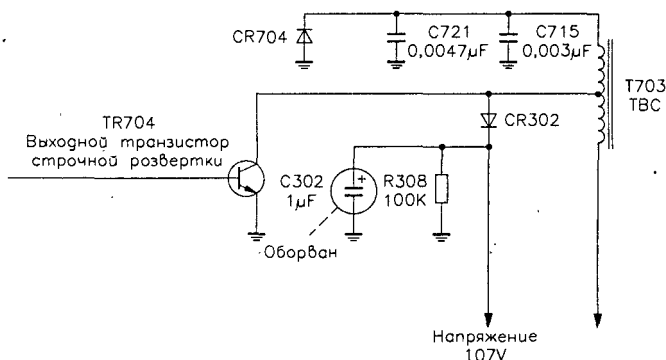 CR704
C721
0,0047µF
C715
0,003µF
T703
ТВС
TR704
Выходной транзистор
строчной розвертки
CR302
C302
1µF
+
R308
100K
Оборван
Напряжение
107V